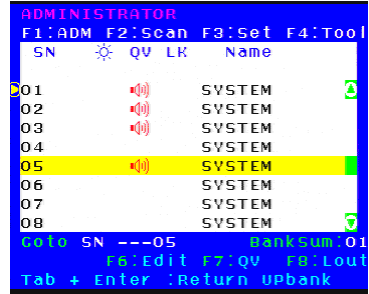 ADMINISTRATOR
F1:ADM F2:Scan F3:Set F4:Tool
SN QV LK Name
01 SYSTEM
02 SYSTEM
03 SYSTEM
04 SYSTEM
05 SYSTEM
06 SYSTEM
07 SYSTEM
08 SYSTEM
Goto SN ---05 BankSum:01
F6:Edit F7:QV F8:Lout
Tab + Enter :Return UPbank